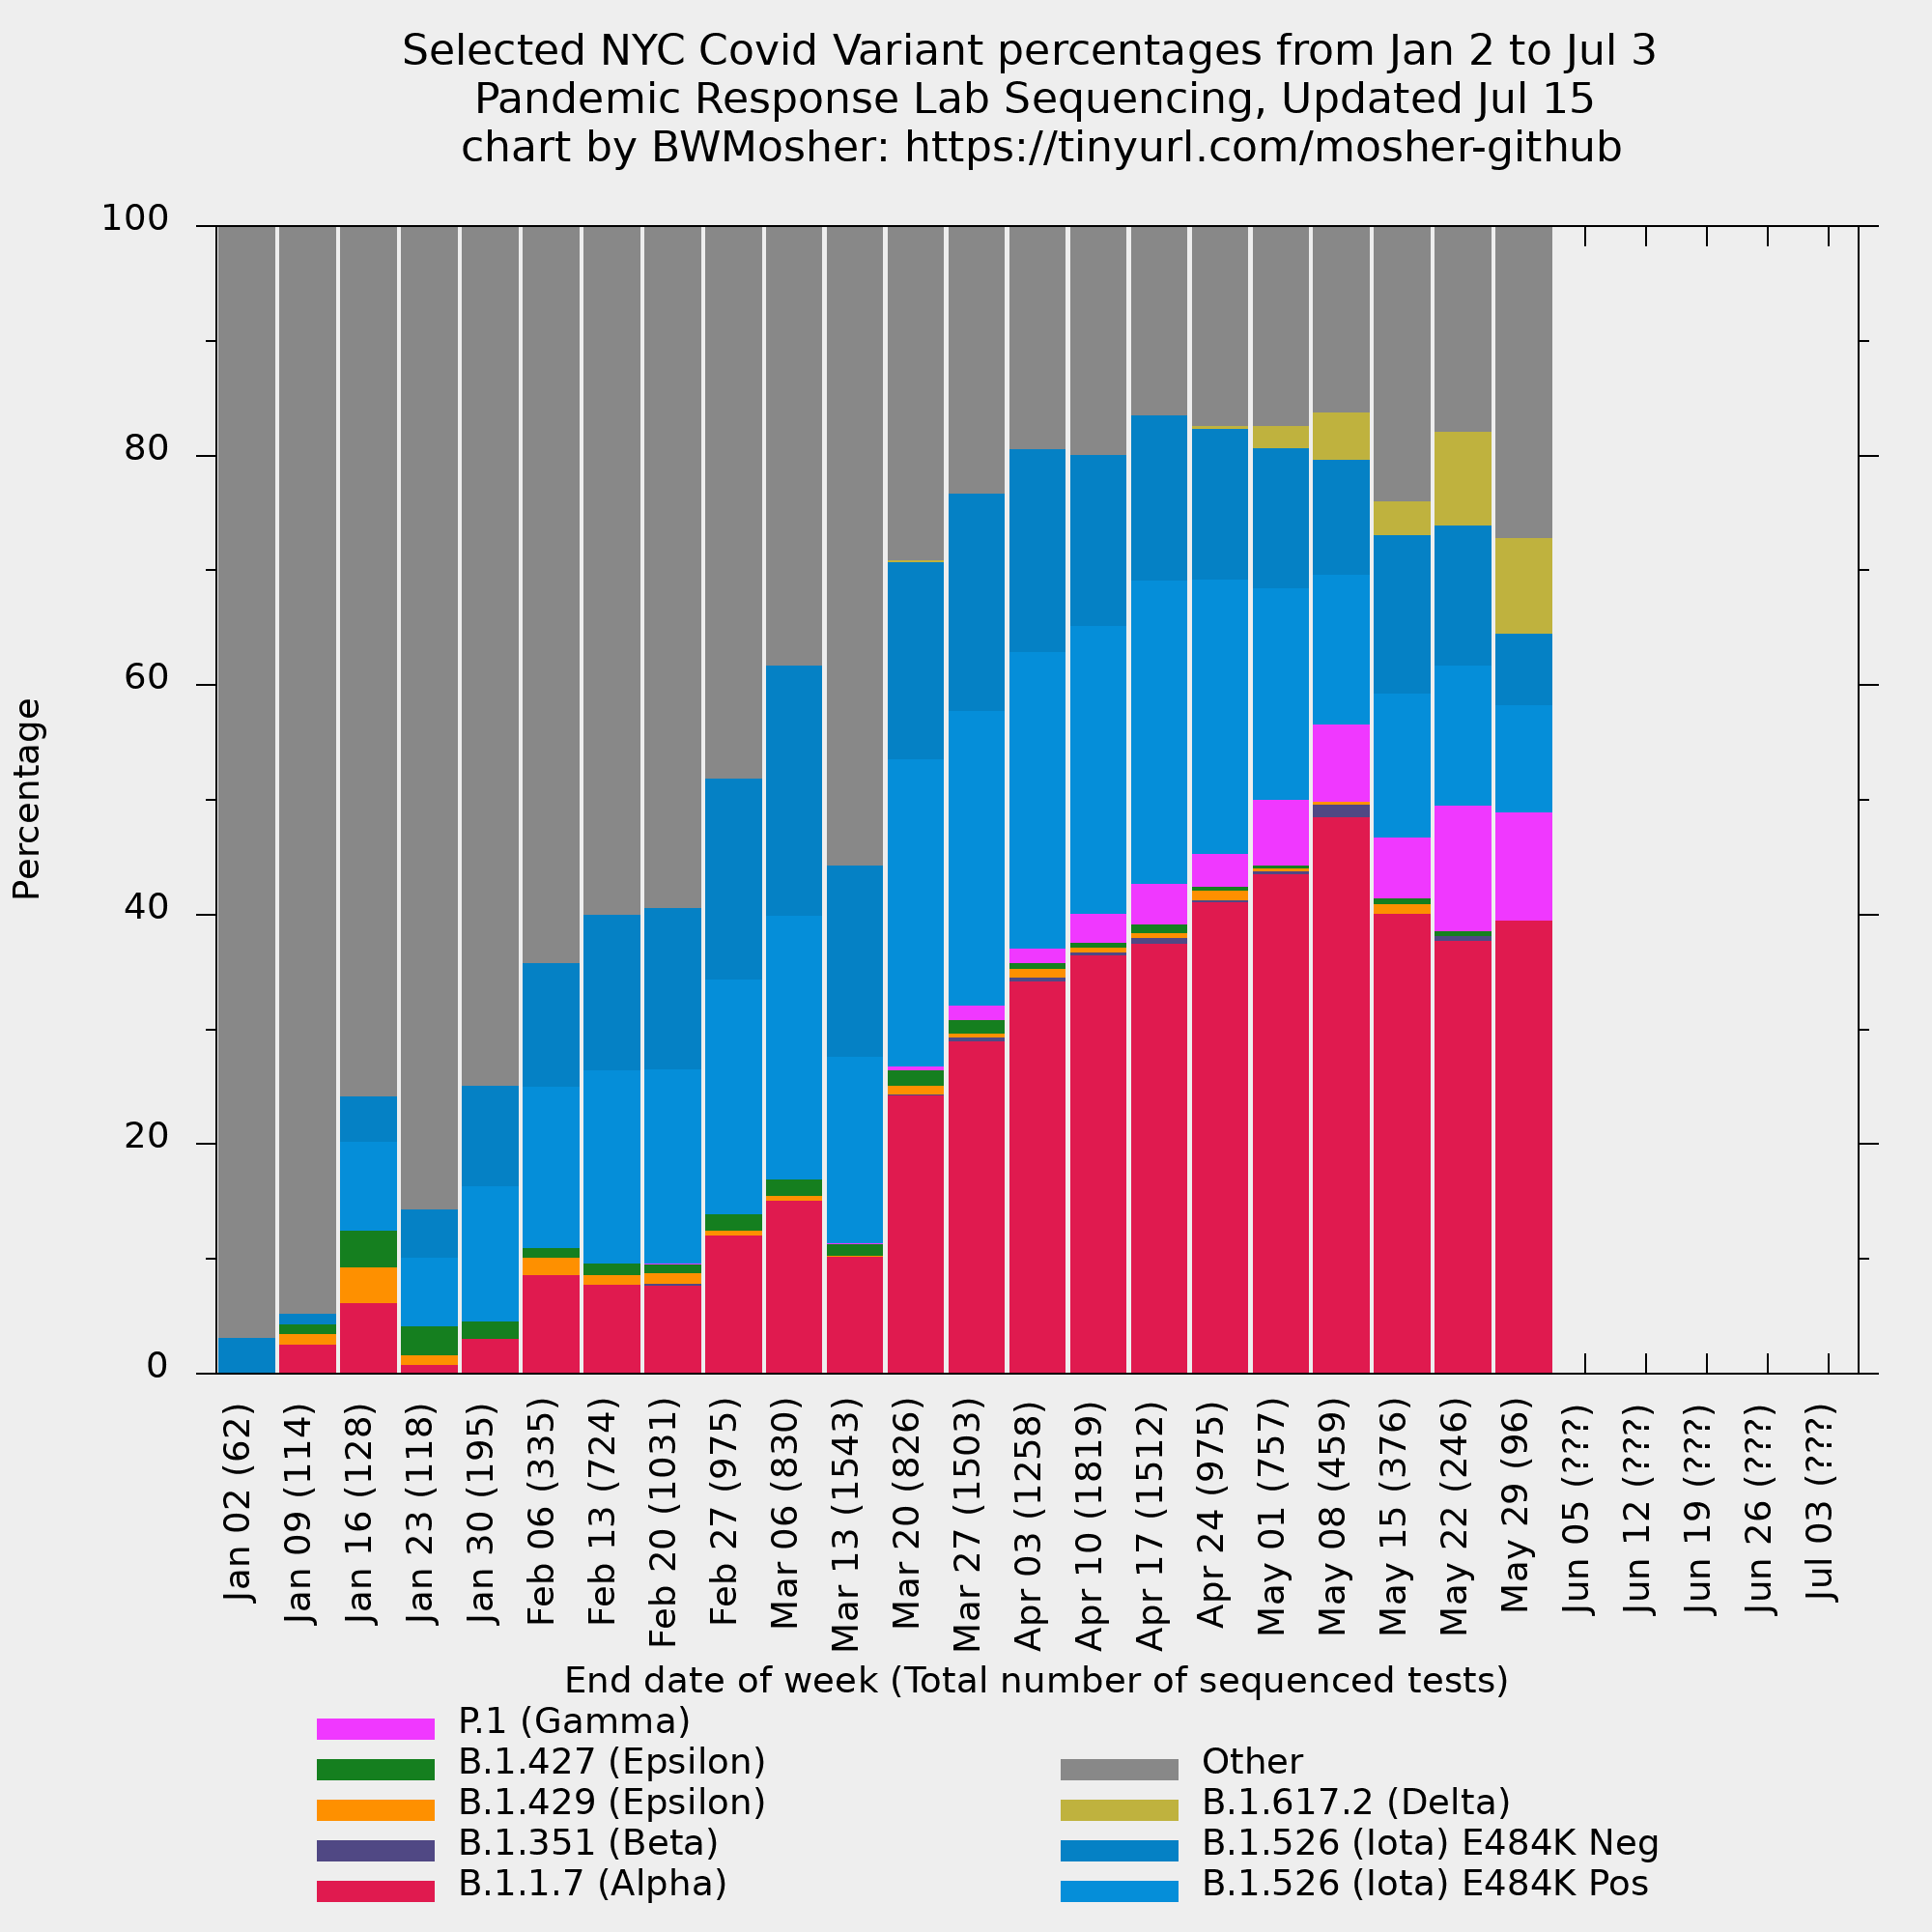 Selected NYC Covid Variant percentages from Jan 2 to Jul 3
Pandemic Response Lab Sequencing, Updated Jul 15
chart by BWMosher: https://tinyurl.com/mosher-github
100
80
60
40
20
0
Percentage
Jan 02 (62)
Jan 09 (114)
Jan 16 (128)
Jan 23 (118)
Jan 30 (195)
Feb 06 (335)
Feb 13 (724)
Feb 20 (1031)
Feb 27 (975)
Mar 06 (830)
Mar 13 (1543)
Mar 20 (826)
Mar 27 (1503)
Apr 03 (1258)
Apr 10 (1819)
Apr 17 (1512)
Apr 24 (975)
May 01 (757)
May 08 (459)
May 15 (376)
May 22 (246)
May 29 (96)
Jun 05 (???)
Jun 12 (???)
Jun 19 (???)
Jun 26 (???)
Jul 03 (???)
End date of week (Total number of sequenced tests)
P.1 (Gamma)
B.1.427 (Epsilon)
B.1.429 (Epsilon)
B.1.351 (Beta)
B.1.1.7 (Alpha)
Other
B.1.617.2 (Delta)
B.1.526 (Iota) E484K Neg
B.1.526 (Iota) E484K Pos